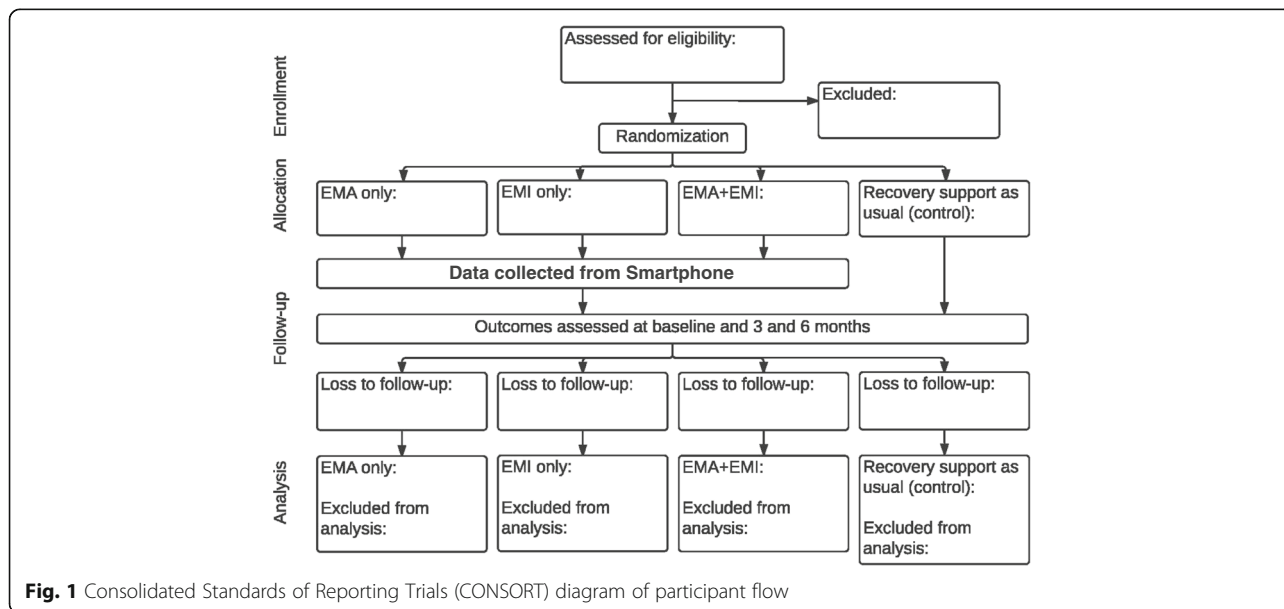 Assessed for eligibility:
Excluded:
Enrollment
Randomization
Allocation
EMA only:
EMI only:
EMA+EMI:
Recovery support as
usual (control):
Data collected from Smartphone
Follow-up
Outcomes assessed at baseline and 3 and 6 months
Loss to follow-up:
Loss to follow-up:
Loss to follow-up:
Loss to follow-up:
Analysis
EMA only:
Excluded from
analysis:
EMI only:
Excluded from
analysis:
EMA+EMI:
Excluded from
analysis:
Recovery support as
usual (control):
Excluded from
analysis:
Fig. 1 Consolidated Standards of Reporting Trials (CONSORT) diagram of participant flow